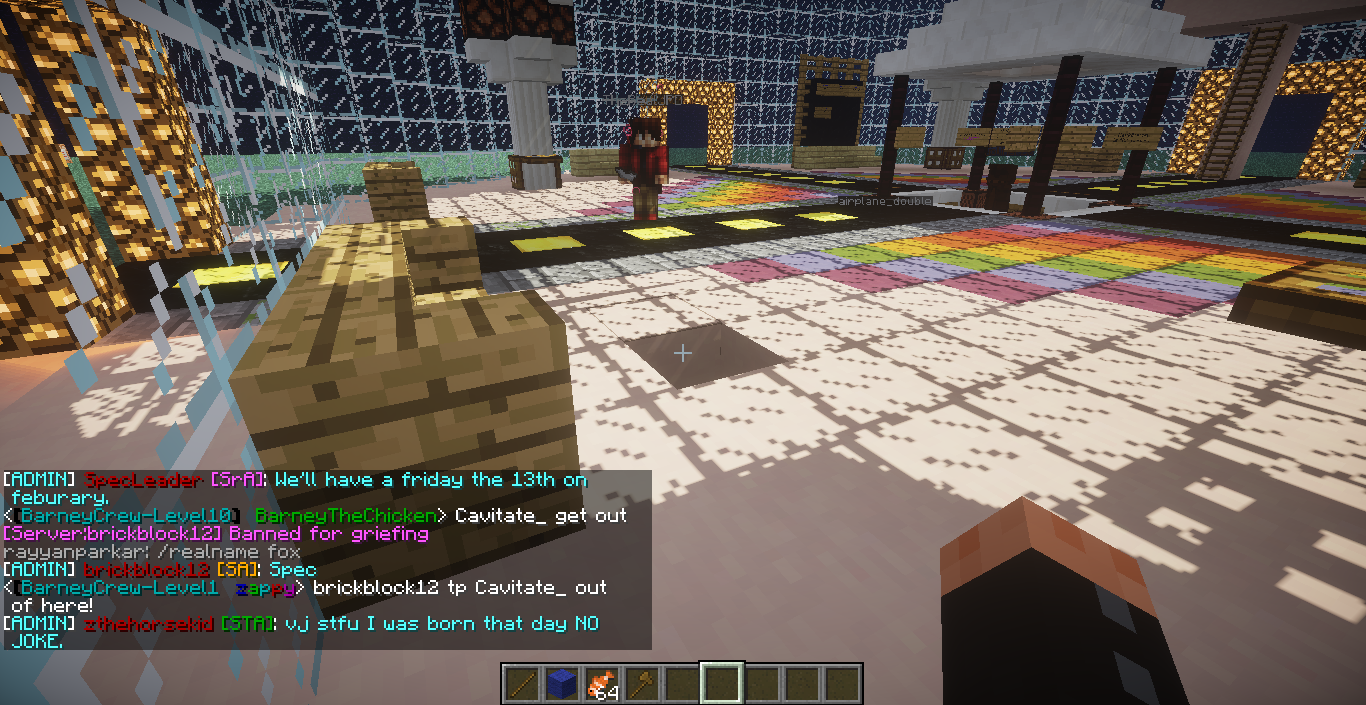 airplane_double
[ADMIN] SpecLeader [SrA]: We'll have a friday the 13th on
feburary.
<[BarneyCrew-Level10] BarneyTheChicken> Cavitate_ get out
[Server:brickblock12] Banned for griefing
rayyanparkar: /realname fox
[ADMIN] brickblock12 [SA]: Spec
<[BarneyCrew-Level1 zappy> brickblock12 tp Cavitate_ out
of here!
[ADMIN] zthehorsekid [STA]: vj stfu I was born that day NO
JOKE.
64